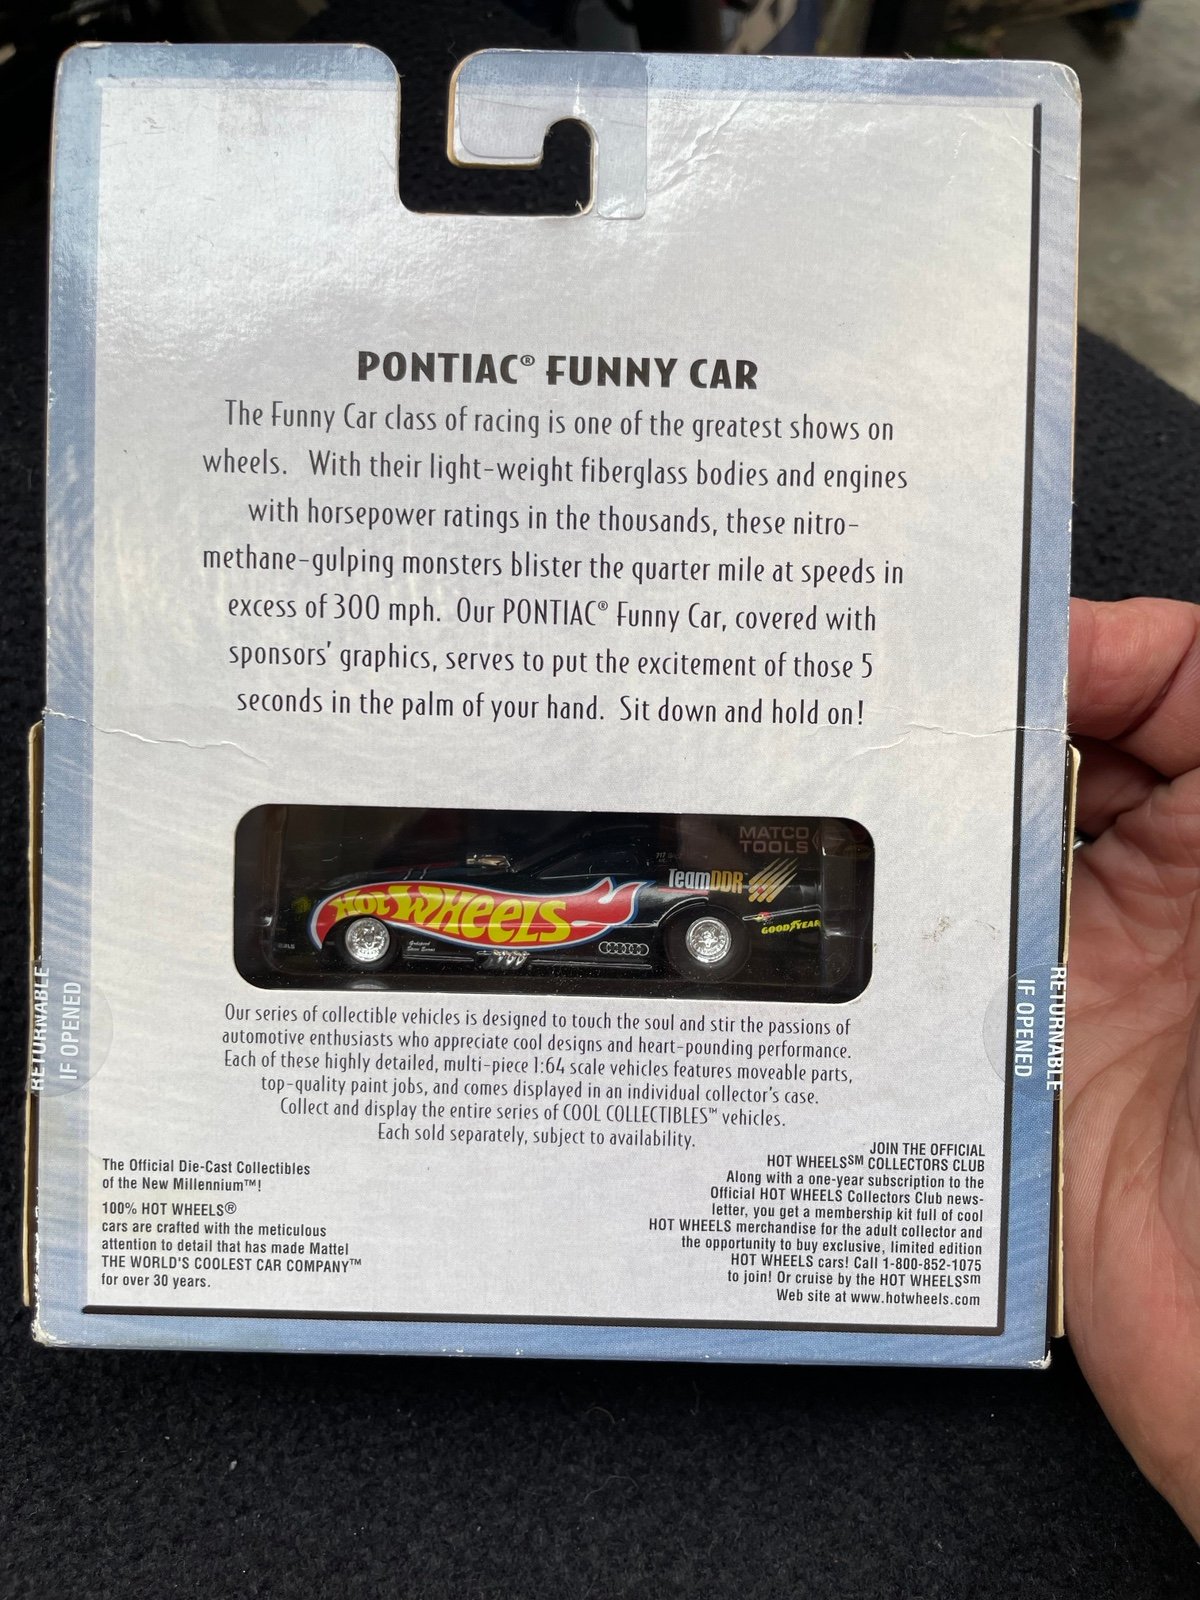 PONTIAC® FUNNY CAR
The Funny Car class of racing is one of the greatest shows on
wheels. With their light-weight fiberglass bodies and engines
with horsepower ratings in the thousands, these nitro-
methane-gulping monsters blister the quarter mile at speeds in
excess of 300 mph. Our PONTIAC® Funny Car, covered with
sponsors' graphics, serves to put the excitement of those 5
seconds in the palm of your hand. Sit down and hold on!
MATCO
TOOLS
TeamDDR
HOT WHEELS
GOODYEAR
Our series of collectible vehicles is designed to touch the soul and stir the passions of
automotive enthusiasts who appreciate cool designs and heart-pounding performance.
Each of these highly detailed, multi-piece 1:64 scale vehicles features moveable parts,
top-quality paint jobs, and comes displayed in an individual collector's case.
Collect and display the entire series of COOL COLLECTIBLES™ vehicles.
Each sold separately, subject to availability.
RETURNABLE
IF OPENED
RETURNABLE
IF OPENED
The Official Die-Cast Collectibles
of the New Millennium™!
100% HOT WHEELS®
cars are crafted with the meticulous
attention to detail that has made Mattel
THE WORLD'S COOLEST CAR COMPANY™
for over 30 years.
JOIN THE OFFICIAL
HOT WHEELS℠ COLLECTORS CLUB
Along with a one-year subscription to the
Official HOT WHEELS Collectors Club news-
letter, you get a membership kit full of cool
HOT WHEELS merchandise for the adult collector and
the opportunity to buy exclusive, limited edition
HOT WHEELS cars! Call 1-800-852-1075
to join! Or cruise by the HOT WHEELS℠
Web site at www.hotwheels.com